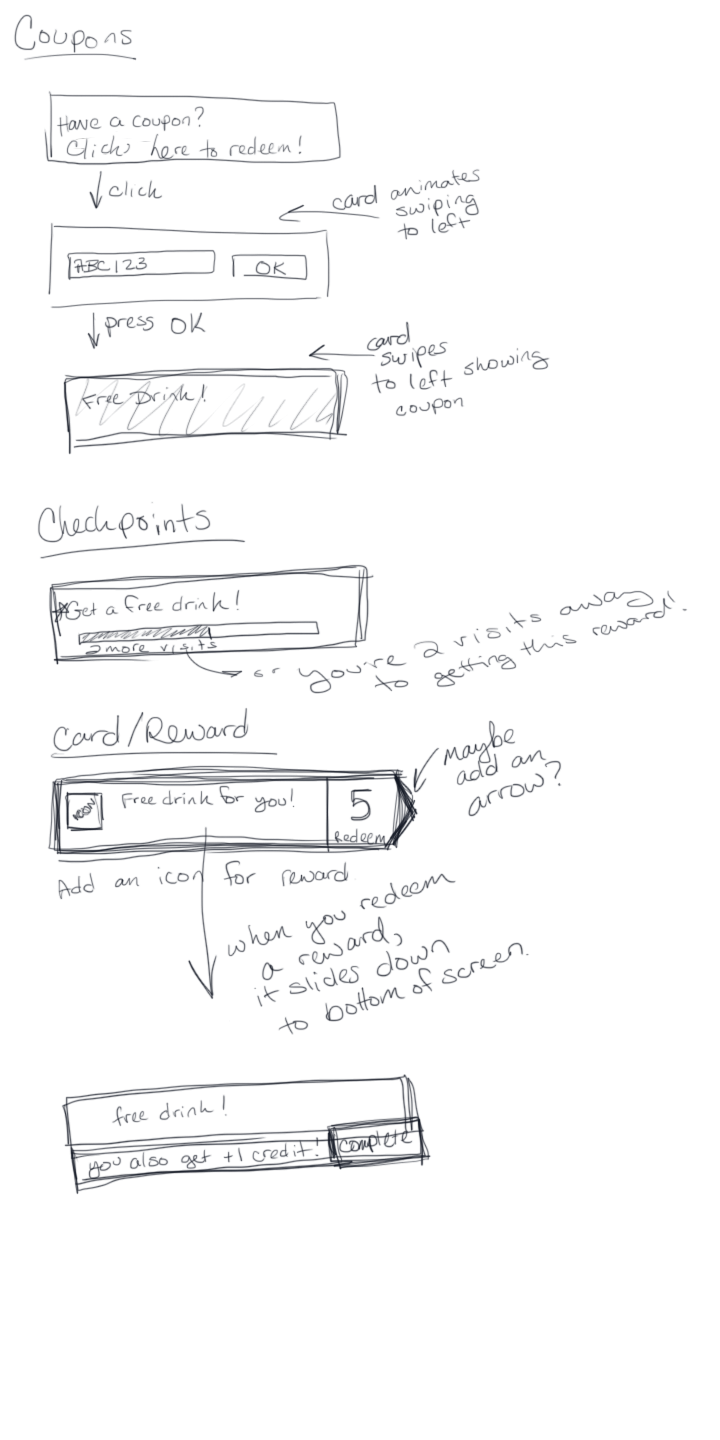 Coupons
Have a coupon?
Click here to redeem!
click
card animates
swiping
to left
ABC123
OK
press OK
card
swipes
to left showing
coupon
Free Drink!
Checkpoints
Get a free drink!
2 more visits
or you're 2 visits away
to getting this reward!
Card/Reward
Maybe
add an
arrow?
ICON
Free drink for you!
5
Redeem
Add an icon for reward
when you redeem
a reward,
it slides down
to bottom of screen.
free drink!
you also get +1 credit!
complete